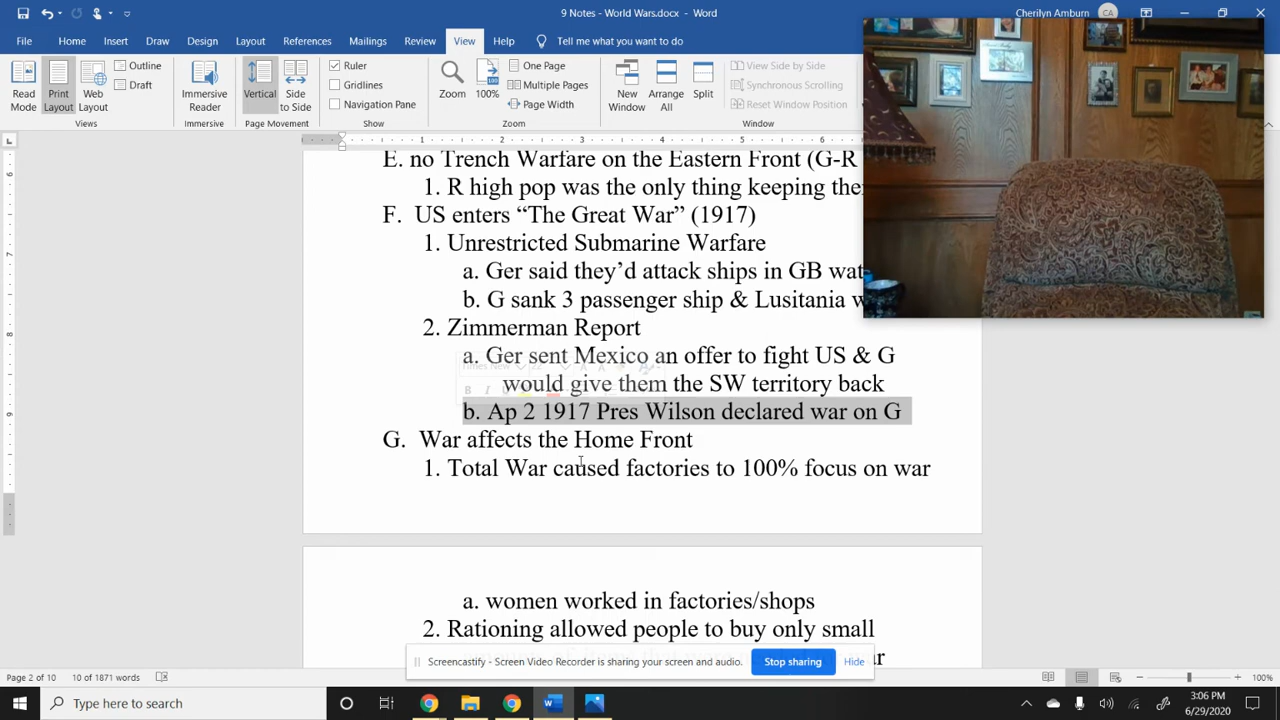 9 Notes - World Wars.docx - Word
Cherilyn Amburn CA
File Home Insert Draw Design Layout References Mailings Review View Help Tell me what you want to do
Read Mode
Print Layout
Web Layout
Outline
Draft
Views
Immersive Reader
Immersive
Vertical
Side to Side
Page Movement
Ruler
Gridlines
Navigation Pane
Show
Zoom
100%
One Page
Multiple Pages
Page Width
Zoom
New Window
Arrange All
Split
View Side by Side
Synchronous Scrolling
Reset Window Position
Window
E. no Trench Warfare on the Eastern Front (G-R
1. R high pop was the only thing keeping
F. US enters “The Great War” (1917)
1. Unrestricted Submarine Warfare
a. Ger said they’d attack ships in GB
b. G sank 3 passenger ship & Lusitania
2. Zimmerman Report
a. Ger sent Mexico an offer to fight US & G
would give them the SW territory back
b. Ap 2 1917 Pres Wilson declared war on G
G. War affects the Home Front
1. Total War caused factories to 100% focus on war
a. women worked in factories/shops
2. Rationing allowed people to buy only small
Screencastify - Screen Video Recorder is sharing your screen and audio. Stop sharing Hide
Page 2 of 10 10 of 1871 words 100%
Type here to search
3:06 PM
6/29/2020